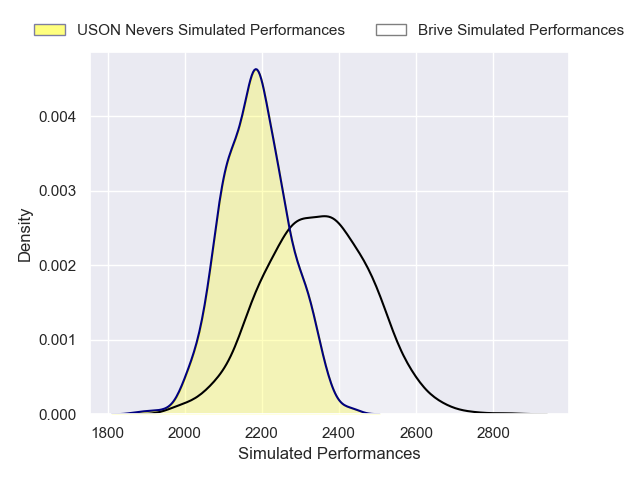 USON Nevers Simulated Performances Brive Simulated Performances
0.004
0.003
0.002
0.001
0.000
Density
1800 2000 2200 2400 2600 2800
Simulated Performances